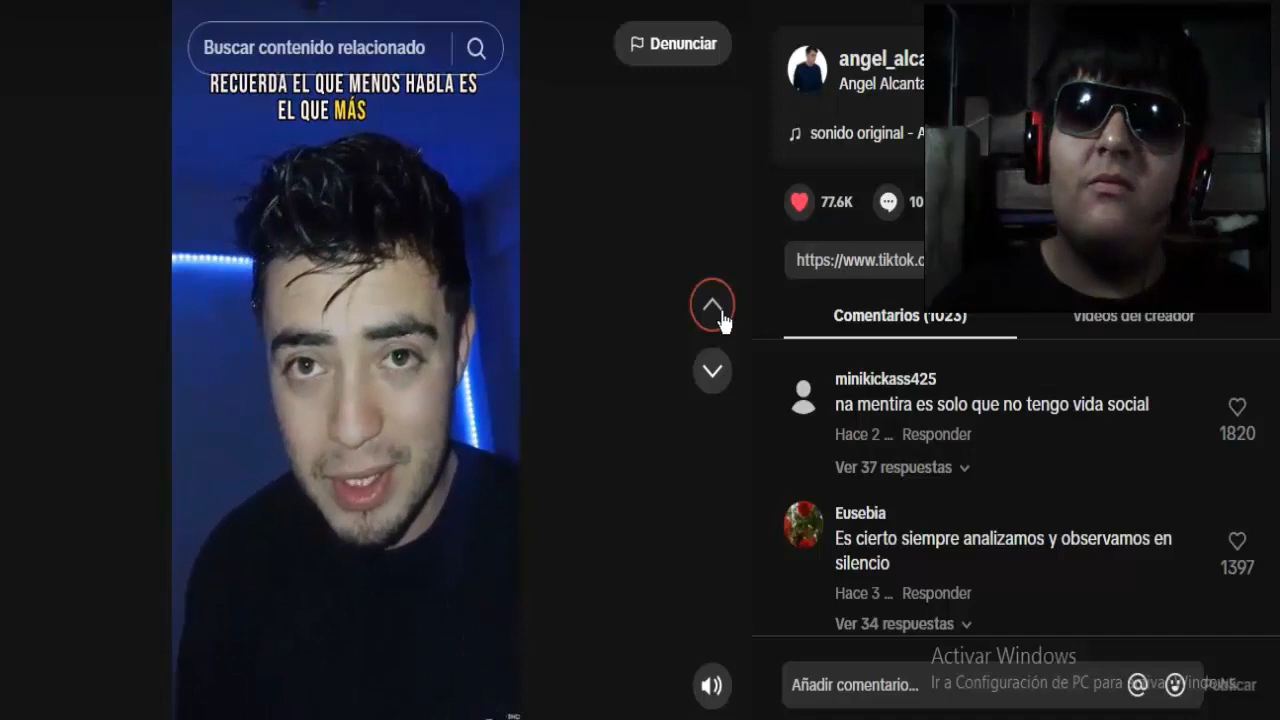 Buscar contenido relacionado
RECUERDA EL QUE MENOS HABLA ES
EL QUE MÁS
Denunciar
angel_alca
Angel Alcanta
sonido original - A
77.6K
10
https://www.tiktok.c
Comentarios (1023)
Videos del creador
minikickass425
na mentira es solo que no tengo vida social
Hace 2 ... Responder
1820
Ver 37 respuestas
Eusebia
Es cierto siempre analizamos y observamos en
silencio
1397
Hace 3 ... Responder
Ver 34 respuestas
Activar Windows
Ir a Configuración de PC para activar Windows.
Añadir comentario...
Publicar